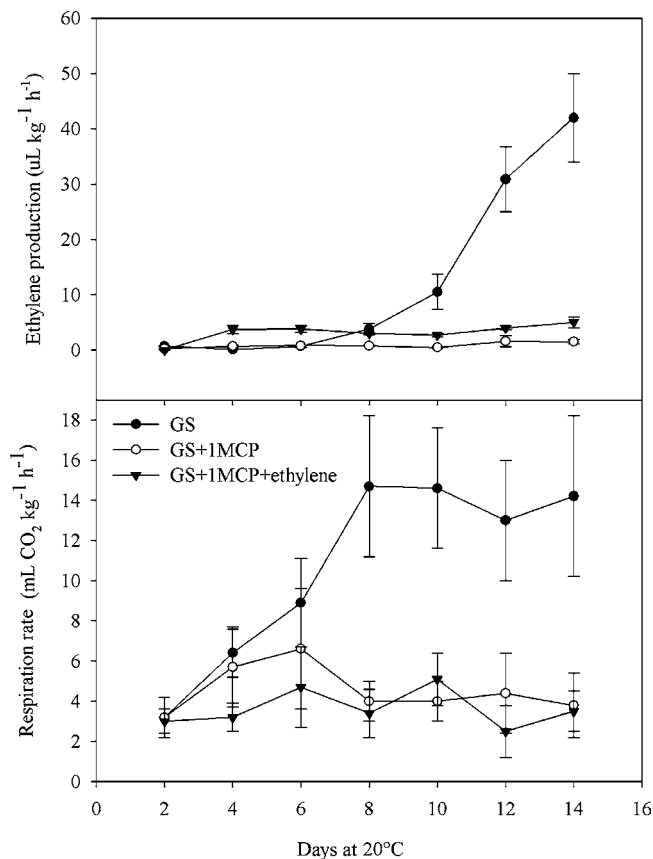 60
50
40
30
20
10
0
Ethylene production (uL kg⁻¹ h⁻¹)
GS
GS+1MCP
GS+1MCP+ethylene
18
16
14
12
10
8
6
4
2
0
Respiration rate (mL CO₂ kg⁻¹ h⁻¹)
0 2 4 6 8 10 12 14 16
Days at 20°C